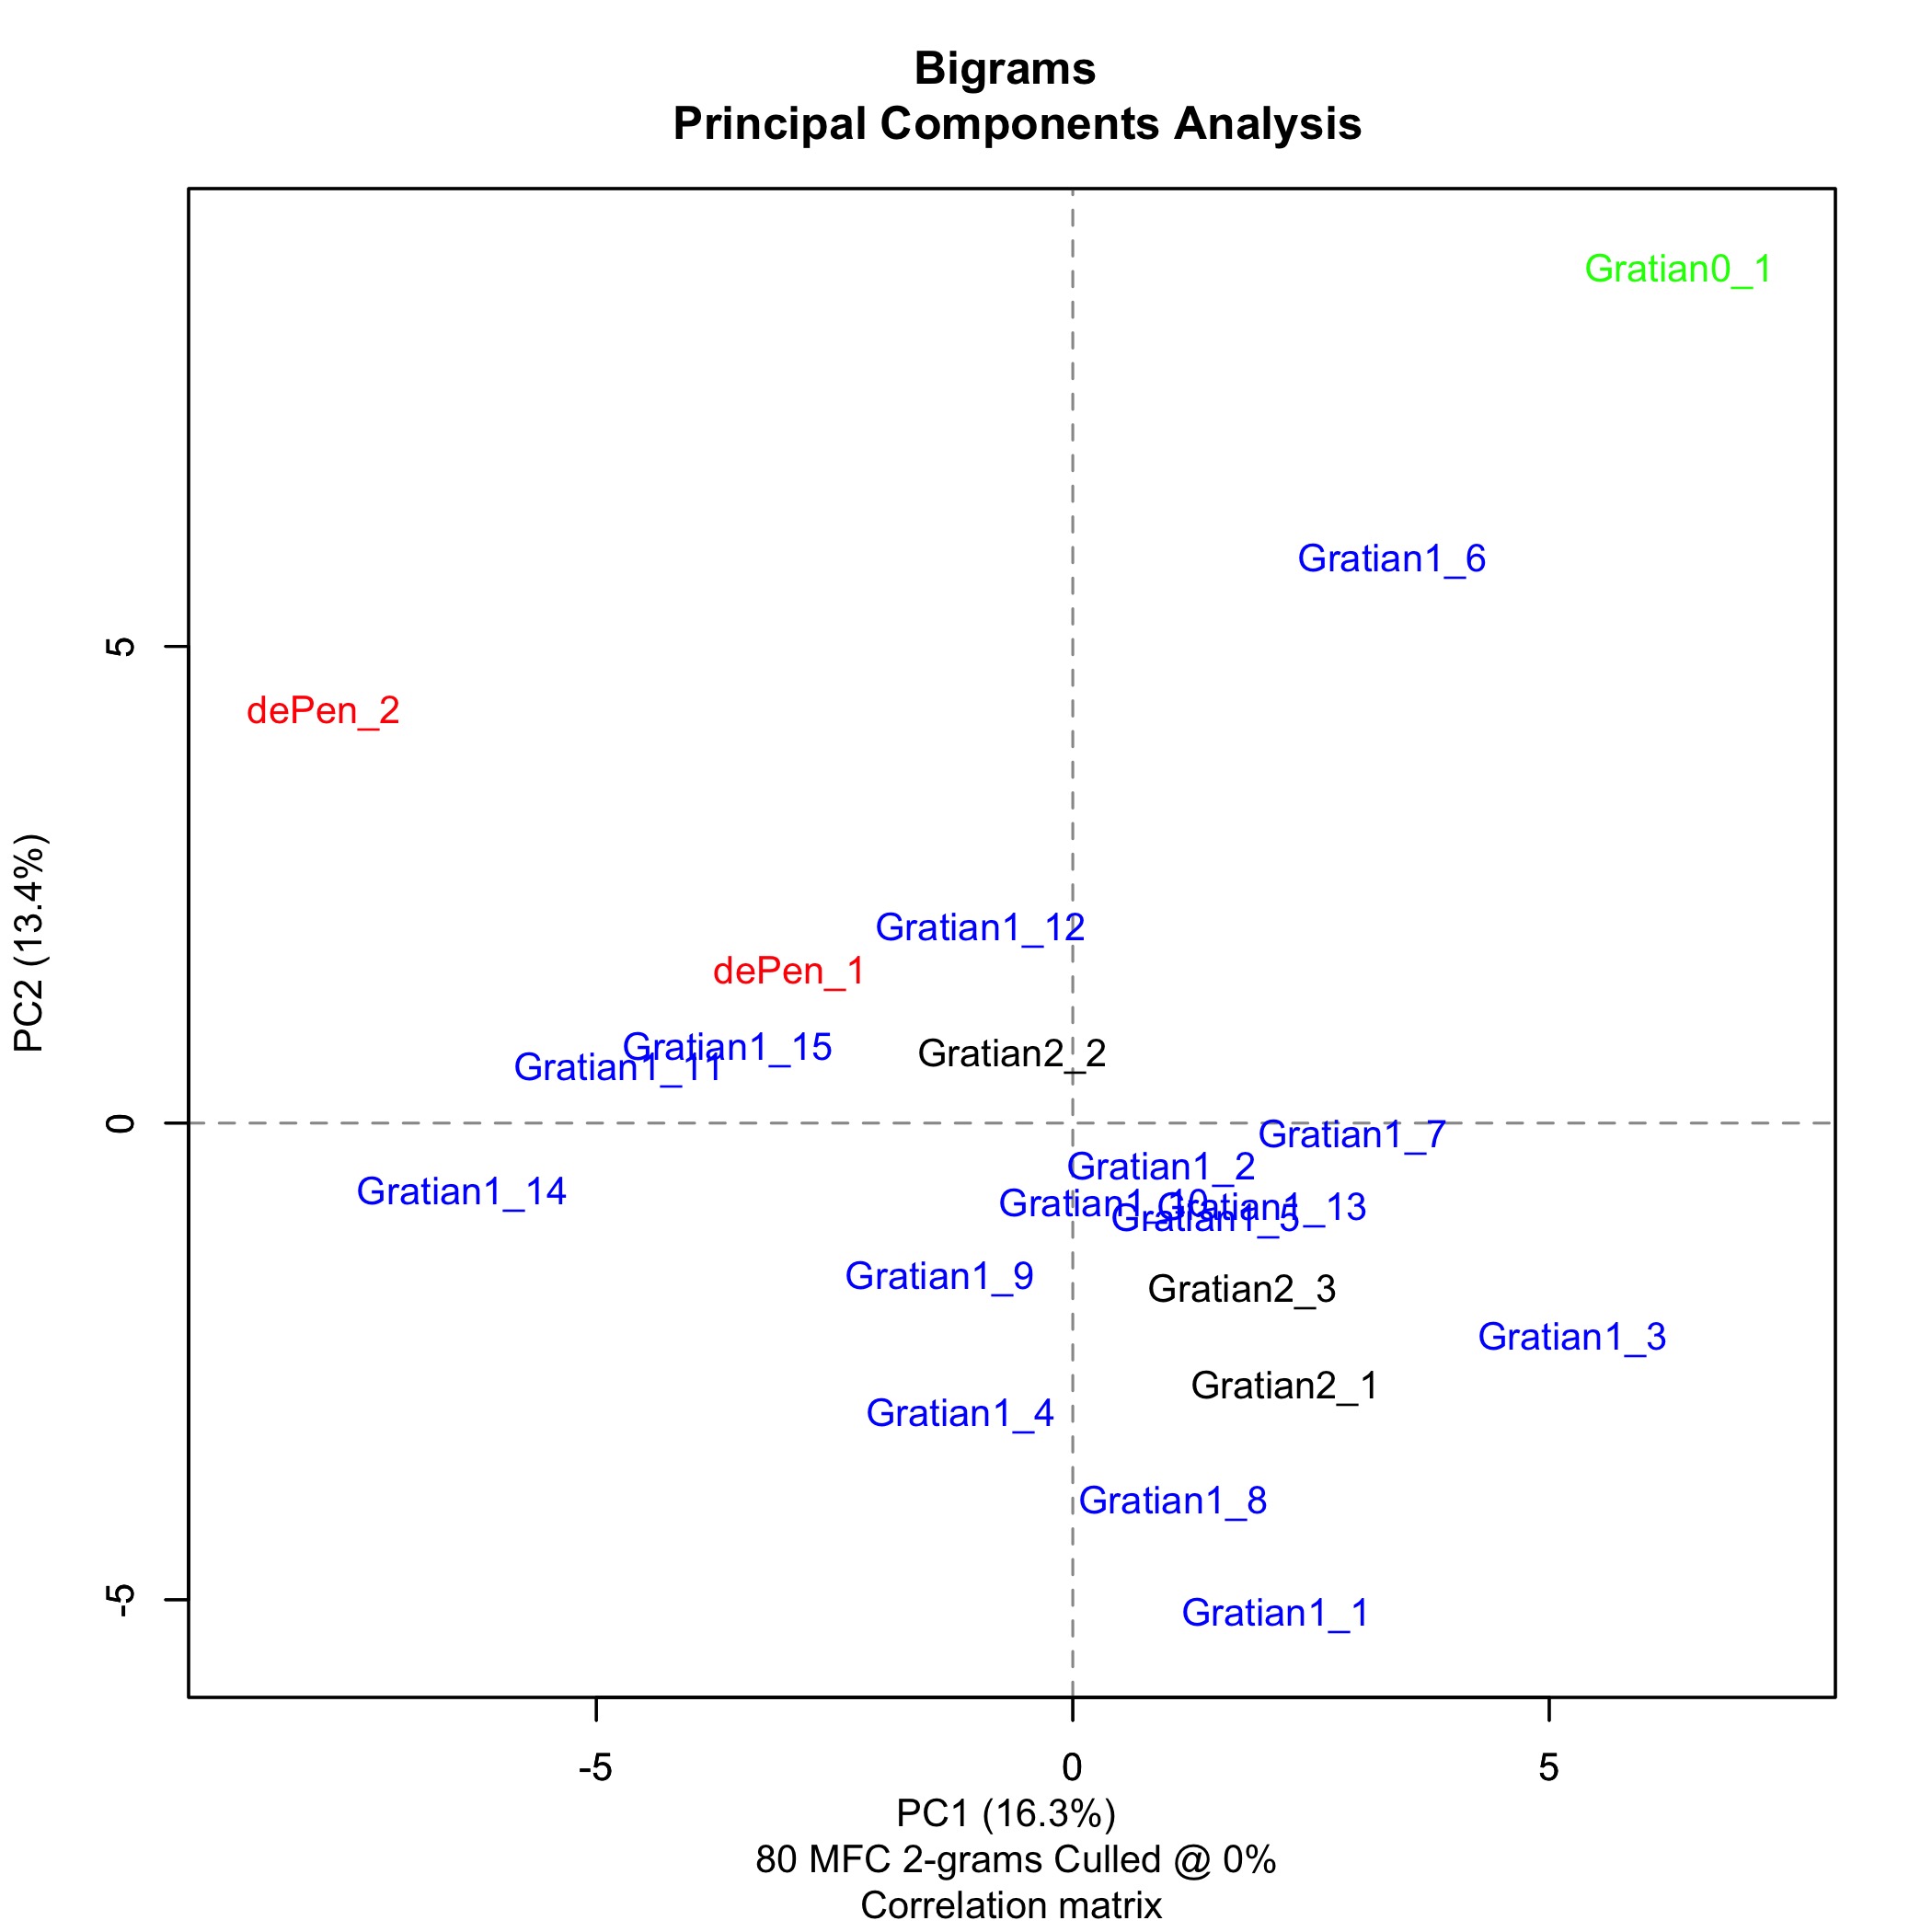 Bigrams
Principal Components Analysis
Gratian0_1
Gratian1_6
5
dePen_2
Gratian1_12
dePen_1
Gratian1_15
Gratian2_2
Gratian1_11
PC2 (13.4%)
0
Gratian1_7
Gratian1_2
Gratian1_14
Gratian1_10
Gratian1_13
Gratian1_5
Gratian1_9
Gratian2_3
Gratian1_3
Gratian2_1
Gratian1_4
Gratian1_8
-5
Gratian1_1
-5 0 5
PC1 (16.3%)
80 MFC 2-grams Culled @ 0%
Correlation matrix